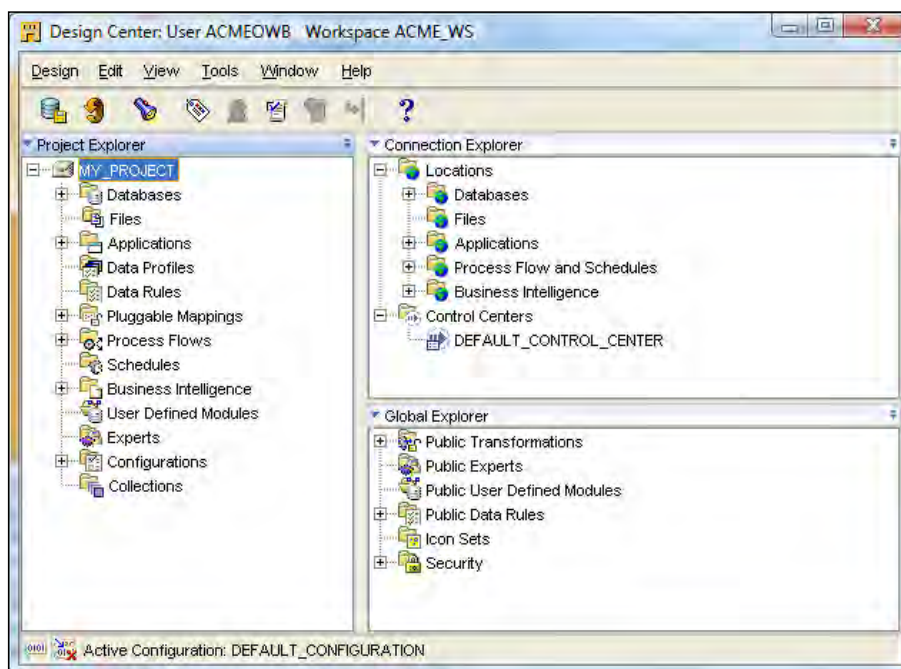 Design Center: User ACMEOWB Workspace ACME_WS
Design Edit View Tools Window Help
Project Explorer
MY_PROJECT
Databases
Files
Applications
Data Profiles
Data Rules
Pluggable Mappings
Process Flows
Schedules
Business Intelligence
User Defined Modules
Experts
Configurations
Collections
Connection Explorer
Locations
Databases
Files
Applications
Process Flow and Schedules
Business Intelligence
Control Centers
DEFAULT_CONTROL_CENTER
Global Explorer
Public Transformations
Public Experts
Public User Defined Modules
Public Data Rules
Icon Sets
Security
Active Configuration: DEFAULT_CONFIGURATION